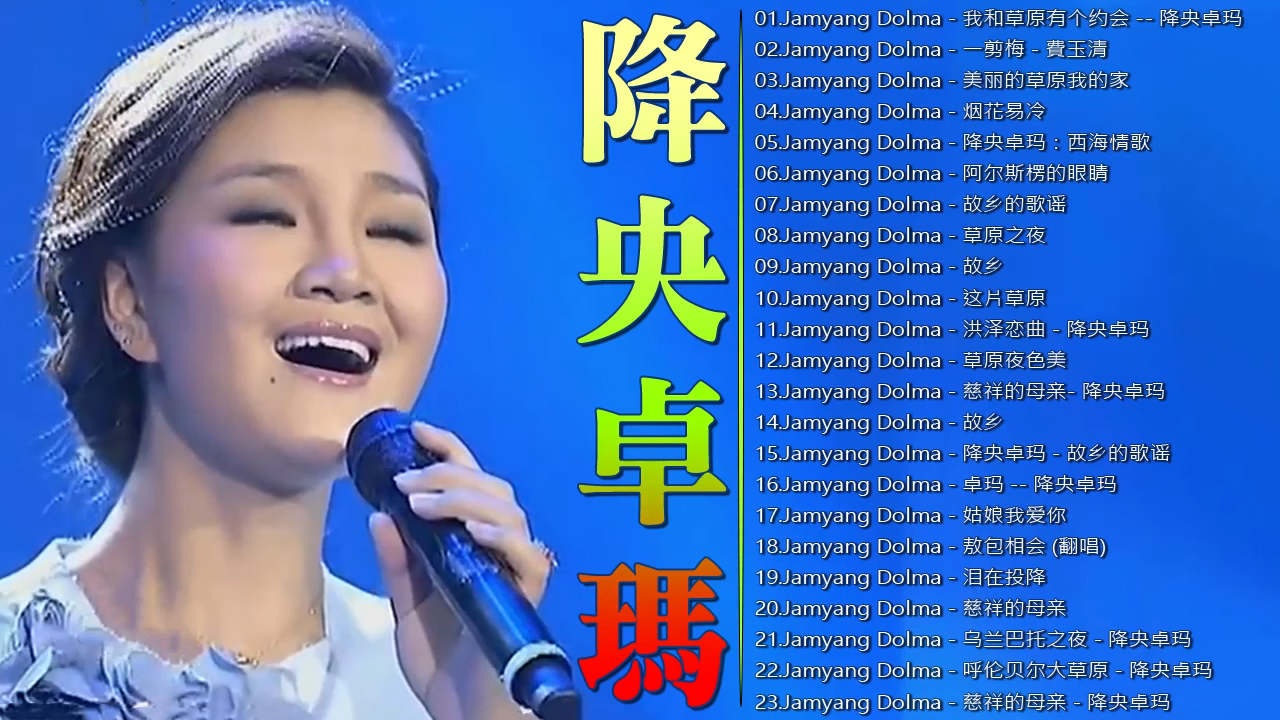 降央卓瑪
01.Jamyang Dolma - 我和草原有个约会 -- 降央卓玛
02.Jamyang Dolma - 一剪悔 - 費玉清
03.Jamyang Dolma - 美丽的草原我的家
04.Jamyang Dolma - 烟花易冷
05.Jamyang Dolma - 降央卓玛：西海情歌
06.Jamyang Dolma - 阿尔斯楞的眼睛
07.Jamyang Dolma - 故乡的歌谣
08.Jamyang Dolma - 草原之夜
09.Jamyang Dolma - 故乡
10.Jamyang Dolma - 这片草原
11.Jamyang Dolma - 洪泽恋曲 - 降央卓玛
12.Jamyang Dolma - 草原夜色美
13.Jamyang Dolma - 慈祥的母亲- 降央卓玛
14.Jamyang Dolma - 故乡
15.Jamyang Dolma - 降央卓玛 - 故乡的歌谣
16.Jamyang Dolma - 卓玛 -- 降央卓玛
17.Jamyang Dolma - 姑娘我爱你
18.Jamyang Dolma - 敖包相会 (翻唱)
19.Jamyang Dolma - 泪在投降
20.Jamyang Dolma - 慈祥的母亲
21.Jamyang Dolma - 乌兰巴托之夜 - 降央卓玛
22.Jamyang Dolma - 呼伦贝尔大草原 - 降央卓玛
23.Jamyang Dolma - 慈祥的母亲 - 降央卓玛